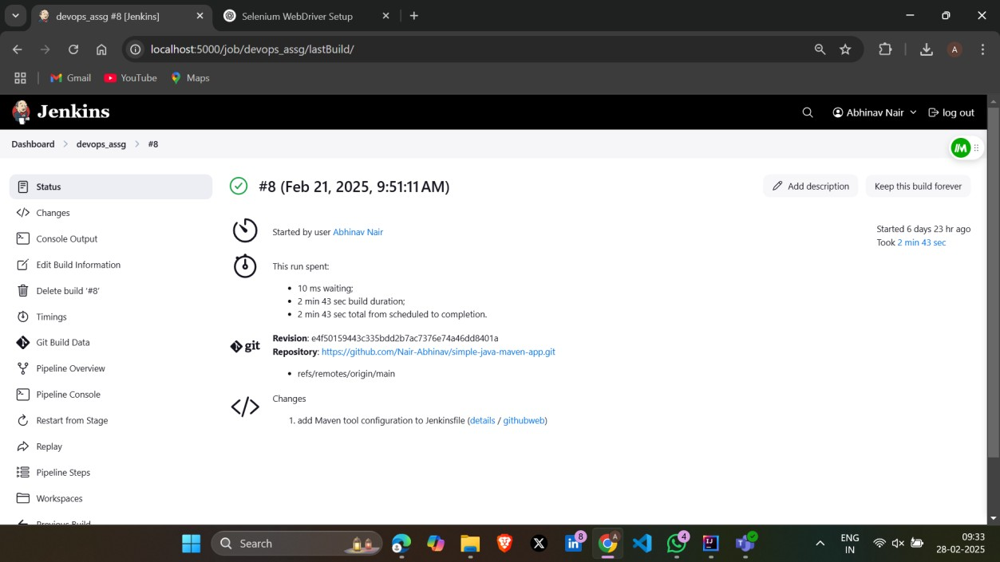 devops_assg #8 [Jenkins]
Selenium WebDriver Setup
localhost:5000/job/devops_assg/lastBuild/
A
Gmail
YouTube
Maps
Jenkins
Abhinav Nair
log out
Dashboard
devops_assg
#8
Status
#8 (Feb 21, 2025, 9:51:11 AM)
Add description
Keep this build forever
Changes
Started by user Abhinav Nair
Started 6 days 23 hr ago
Console Output
Took 2 min 43 sec
Edit Build Information
This run spent:
Delete build '#8'
10 ms waiting;
2 min 43 sec build duration;
Timings
2 min 43 sec total from scheduled to completion.
Git Build Data
git
Revision: e4f50159443c335bdd2b7ac7376e74a46dd8401a
Repository: https://github.com/Nair-Abhinav/simple-java-maven-app.git
Pipeline Overview
refs/remotes/origin/main
Pipeline Console
Changes
Restart from Stage
1. add Maven tool configuration to Jenkinsfile (details / githubweb)
Replay
Pipeline Steps
Workspaces
Previous Build
Search
8
A
4
ENG
IN
09:33
28-02-2025